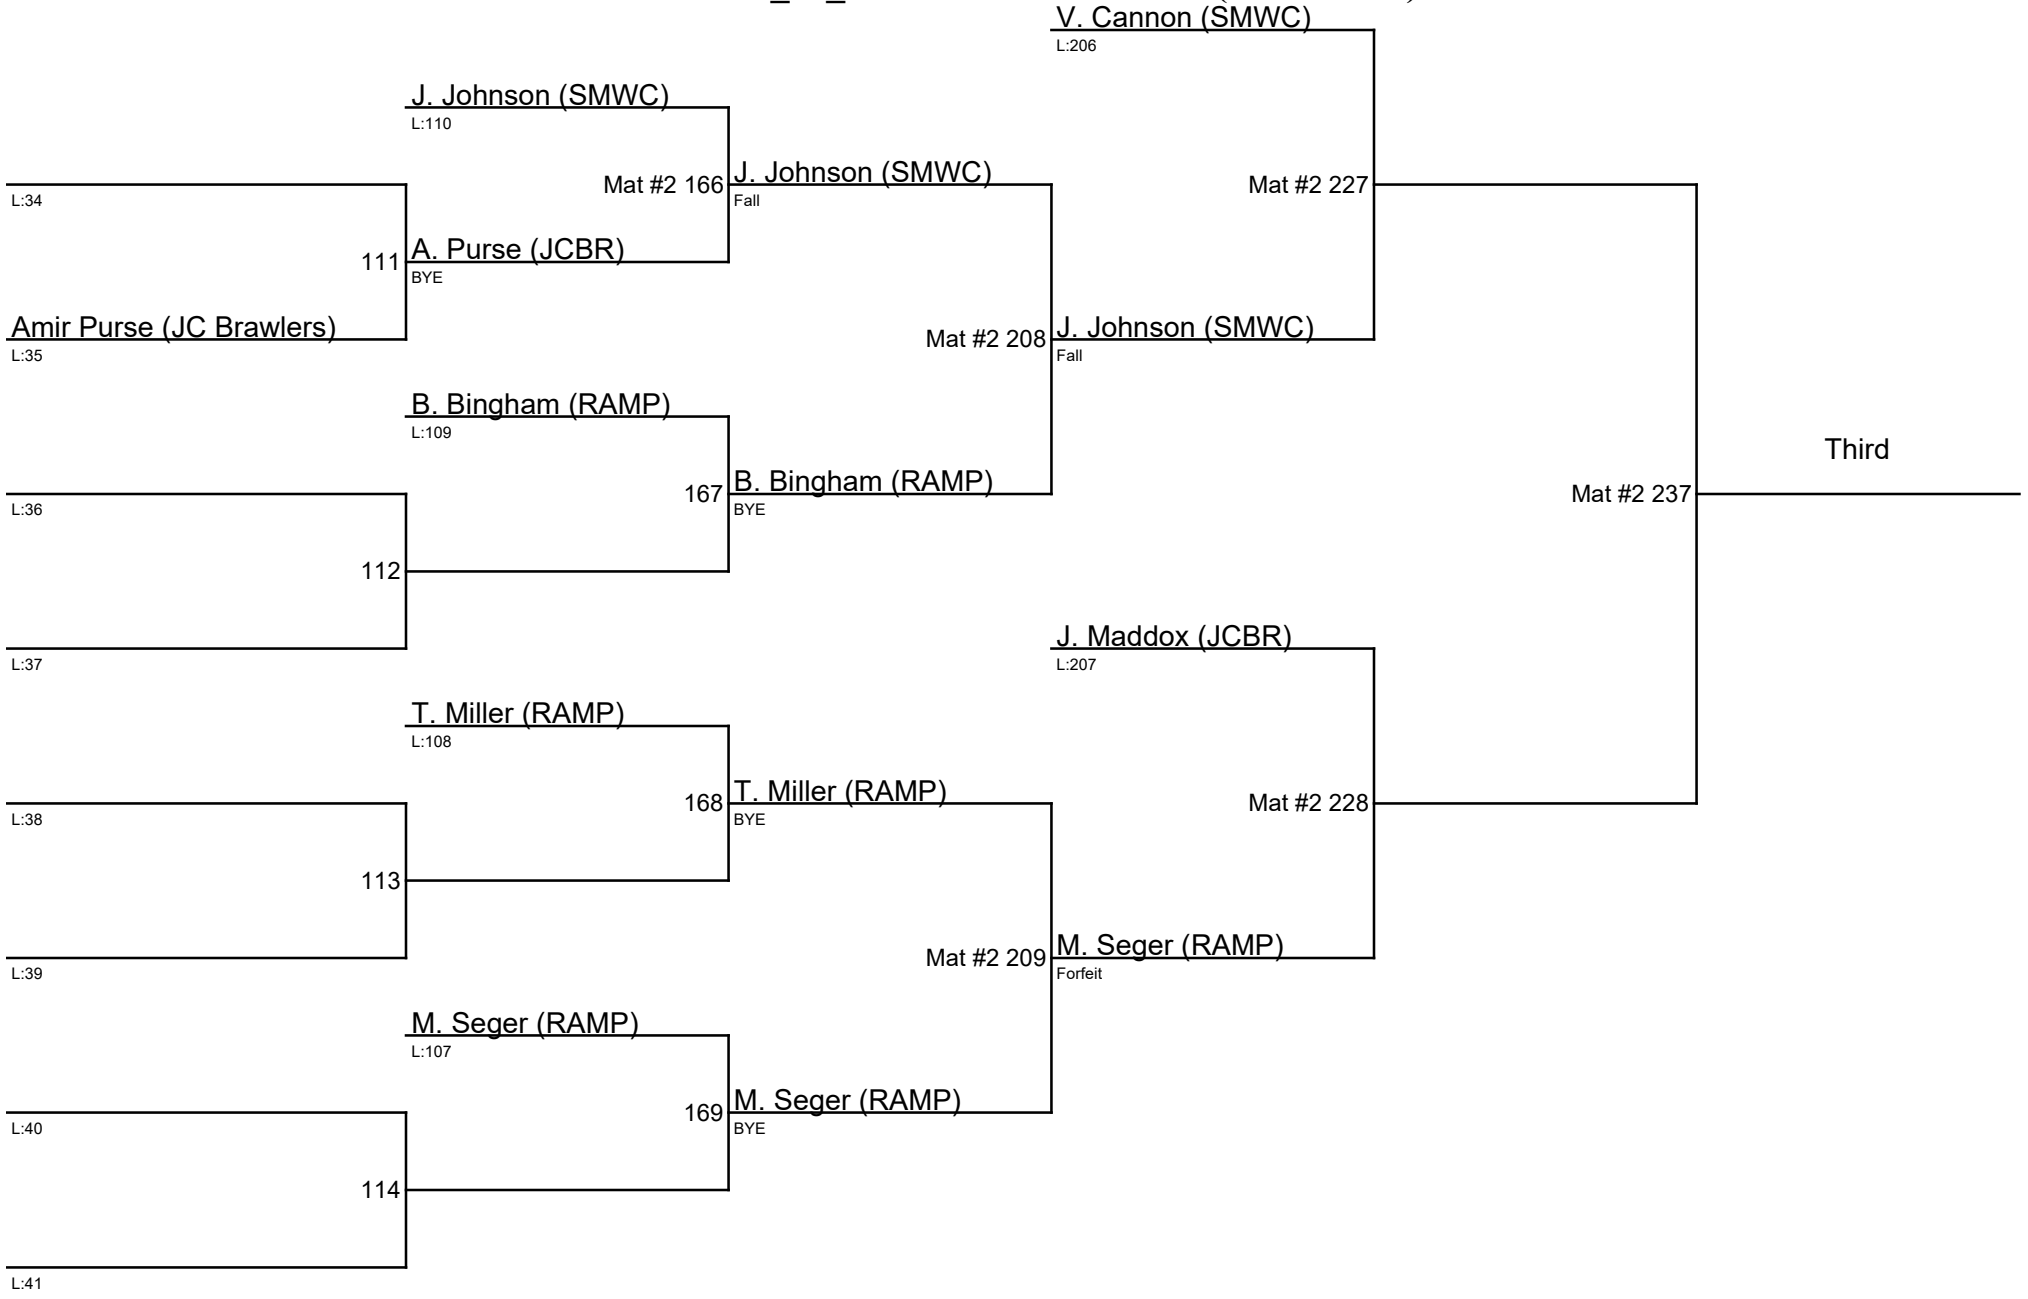 V. Cannon (SMWC)
L:206
J. Johnson (SMWC)
L:110
Mat #2 166
J. Johnson (SMWC)
Fall
Mat #2 227
L:34
111
A. Purse (JCBR)
BYE
Amir Purse (JC Brawlers)
L:35
Mat #2 208
J. Johnson (SMWC)
Fall
B. Bingham (RAMP)
L:109
Third
167
B. Bingham (RAMP)
BYE
Mat #2 237
L:36
112
J. Maddox (JCBR)
L:207
L:37
T. Miller (RAMP)
L:108
168
T. Miller (RAMP)
BYE
Mat #2 228
L:38
113
Mat #2 209
M. Seger (RAMP)
Forfeit
L:39
M. Seger (RAMP)
L:107
169
M. Seger (RAMP)
BYE
L:40
114
L:41